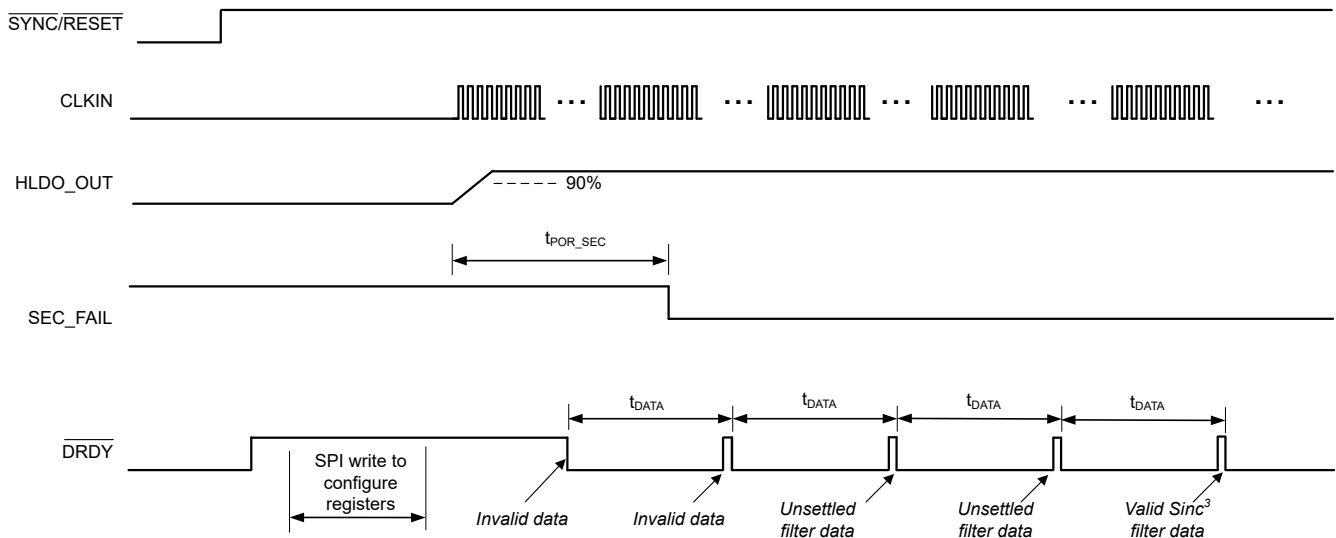 SYNC/RESET
CLKIN
... ... ... ... ...
HLDO_OUT
90%
tPOR_SEC
SEC_FAIL
tDATA tDATA tDATA tDATA
DRDY
SPI write to
configure
registers
Invalid data
Invalid data
Unsettled
filter data
Unsettled
filter data
Valid Sinc³
filter data